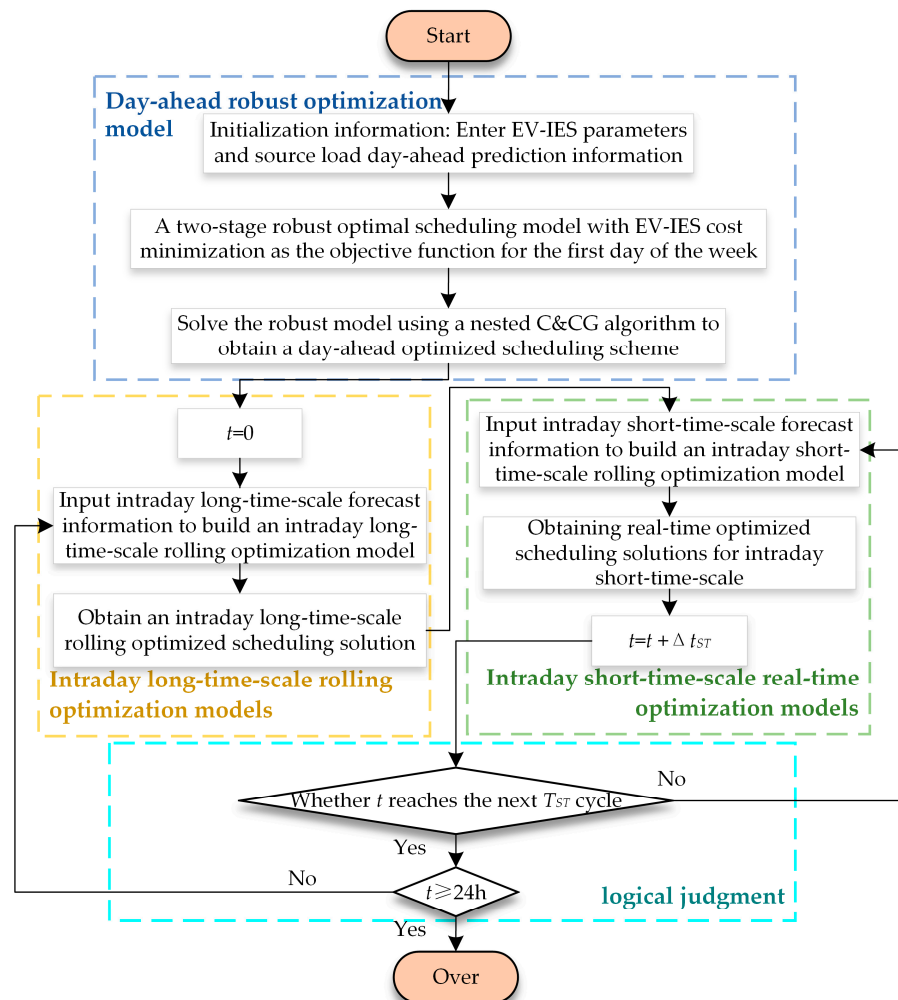 Start
Day-ahead robust optimization
model
Initialization information: Enter EV-IES parameters
and source load day-ahead prediction information
A two-stage robust optimal scheduling model with EV-IES cost
minimization as the objective function for the first day of the week
Solve the robust model using a nested C&CG algorithm to
obtain a day-ahead optimized scheduling scheme
t=0
Input intraday long-time-scale forecast
information to build an intraday long-
time-scale rolling optimization model
Obtain an intraday long-time-scale
rolling optimized scheduling solution
Intraday long-time-scale rolling
optimization models
Input intraday short-time-scale forecast
information to build an intraday short-
time-scale rolling optimization model
Obtaining real-time optimized
scheduling solutions for intraday
short-time-scale
t=t + Δ tST
Intraday short-time-scale real-time
optimization models
Whether t reaches the next TST cycle
No
Yes
t⩾24h
No
logical judgment
Yes
Over